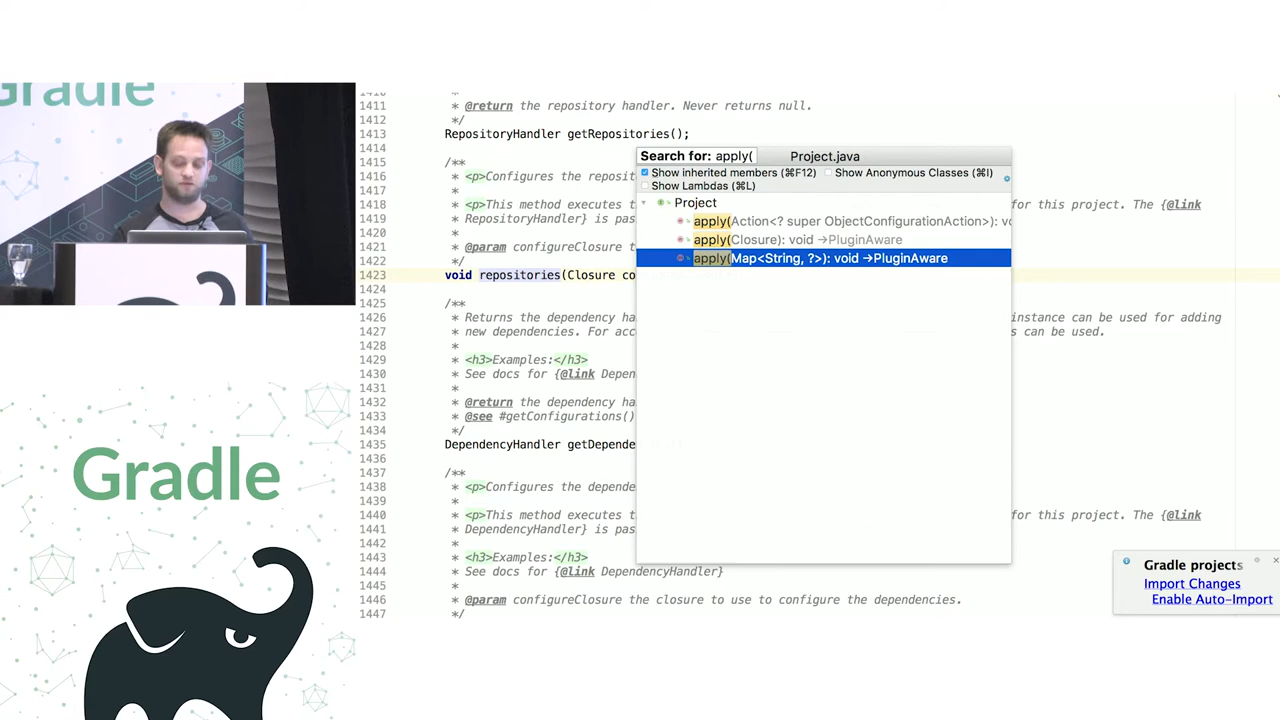 Gradle
Gradle
1410
1411 * @return the repository handler. Never returns null.
1412 */
1413 RepositoryHandler getRepositories();
1414
1415 /**
1416 * <p>Configures the reposit
1417 *
1418 * <p>This method executes t for this project. The {@link
1419 RepositoryHandler} is pas
1420 *
1421 * @param configureClosure t
1422 */
1423 void repositories(Closure co
1424
1425 /**
1426 * Returns the dependency ha instance can be used for adding
1427 * new dependencies. For acc s can be used.
1428 *
1429 * <h3>Examples:</h3>
1430 * See docs for {@link Depen
1431 *
1432 * @return the dependency ha
1433 * @see #getConfigurations()
1434 */
1435 DependencyHandler getDepende
1436
1437 /**
1438 * <p>Configures the depende
1439 *
1440 * <p>This method executes t for this project. The {@link
1441 * DependencyHandler} is pas
1442 *
1443 * <h3>Examples:</h3>
1444 * See docs for {@link DependencyHandler}
1445 *
1446 * @param configureClosure the closure to use to configure the dependencies.
1447 */
Search for: apply( Project.java
Show inherited members (⌘F12) Show Anonymous Classes (⌘I)
Show Lambdas (⌘L)
Project
apply(Action<? super ObjectConfigurationAction>): vo
apply(Closure): void →PluginAware
apply(Map<String, ?>): void →PluginAware
Gradle projects
Import Changes
Enable Auto-Import